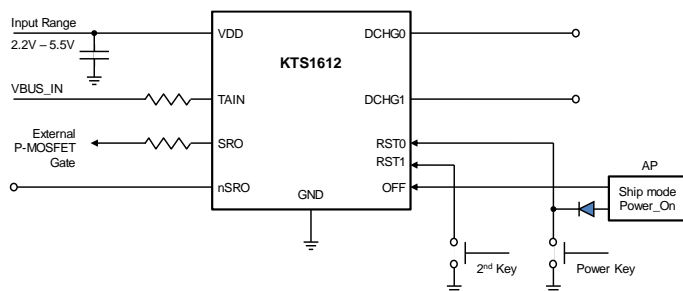 Input Range
2.2V – 5.5V
VBUS_IN
External
P-MOSFET
Gate
KTS1612
VDD
TAIN
SRO
nSRO
GND
DCHG0
DCHG1
RST0
RST1
OFF
AP
Ship mode
Power_On
2nd Key
Power Key